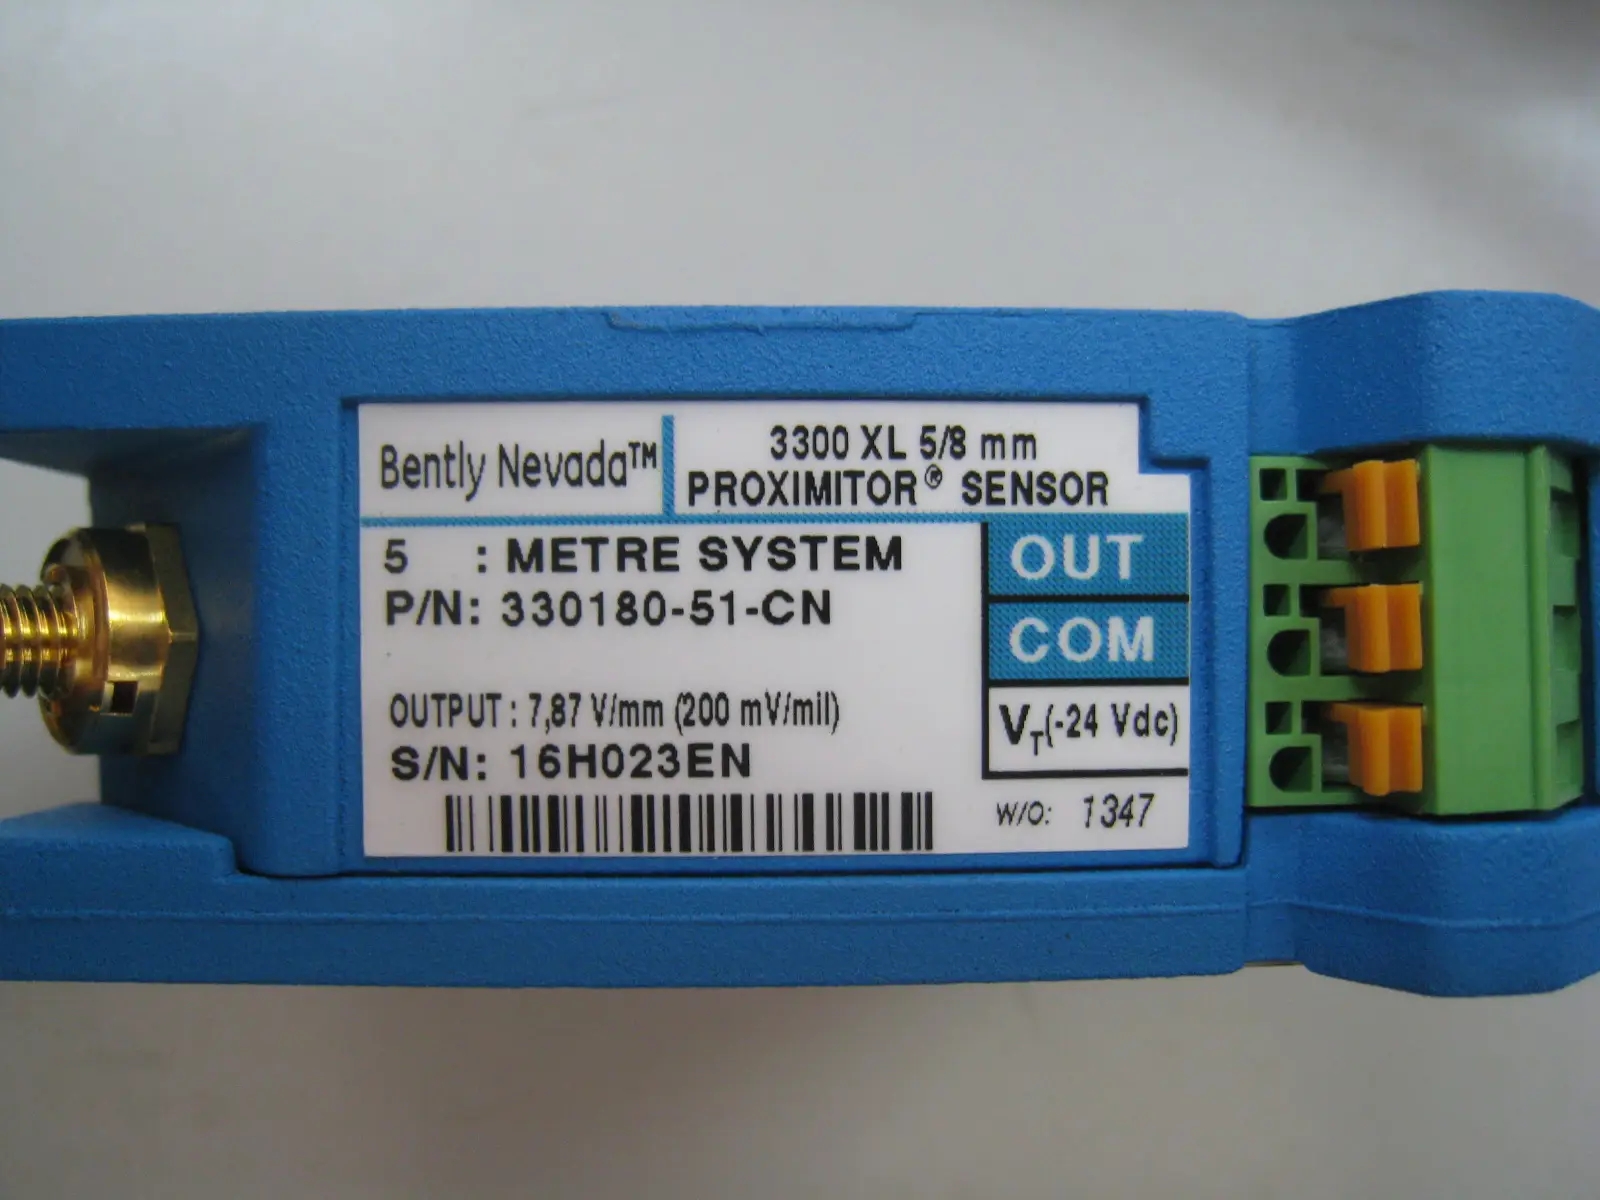 Bently Nevada™
3300 XL 5/8 mm
PROXIMITOR® SENSOR
5 : METRE SYSTEM
P/N: 330180-51-CN
OUTPUT : 7,87 V/mm (200 mV/mil)
S/N: 16H023EN
OUT
COM
VT(-24 Vdc)
W/O: 1347